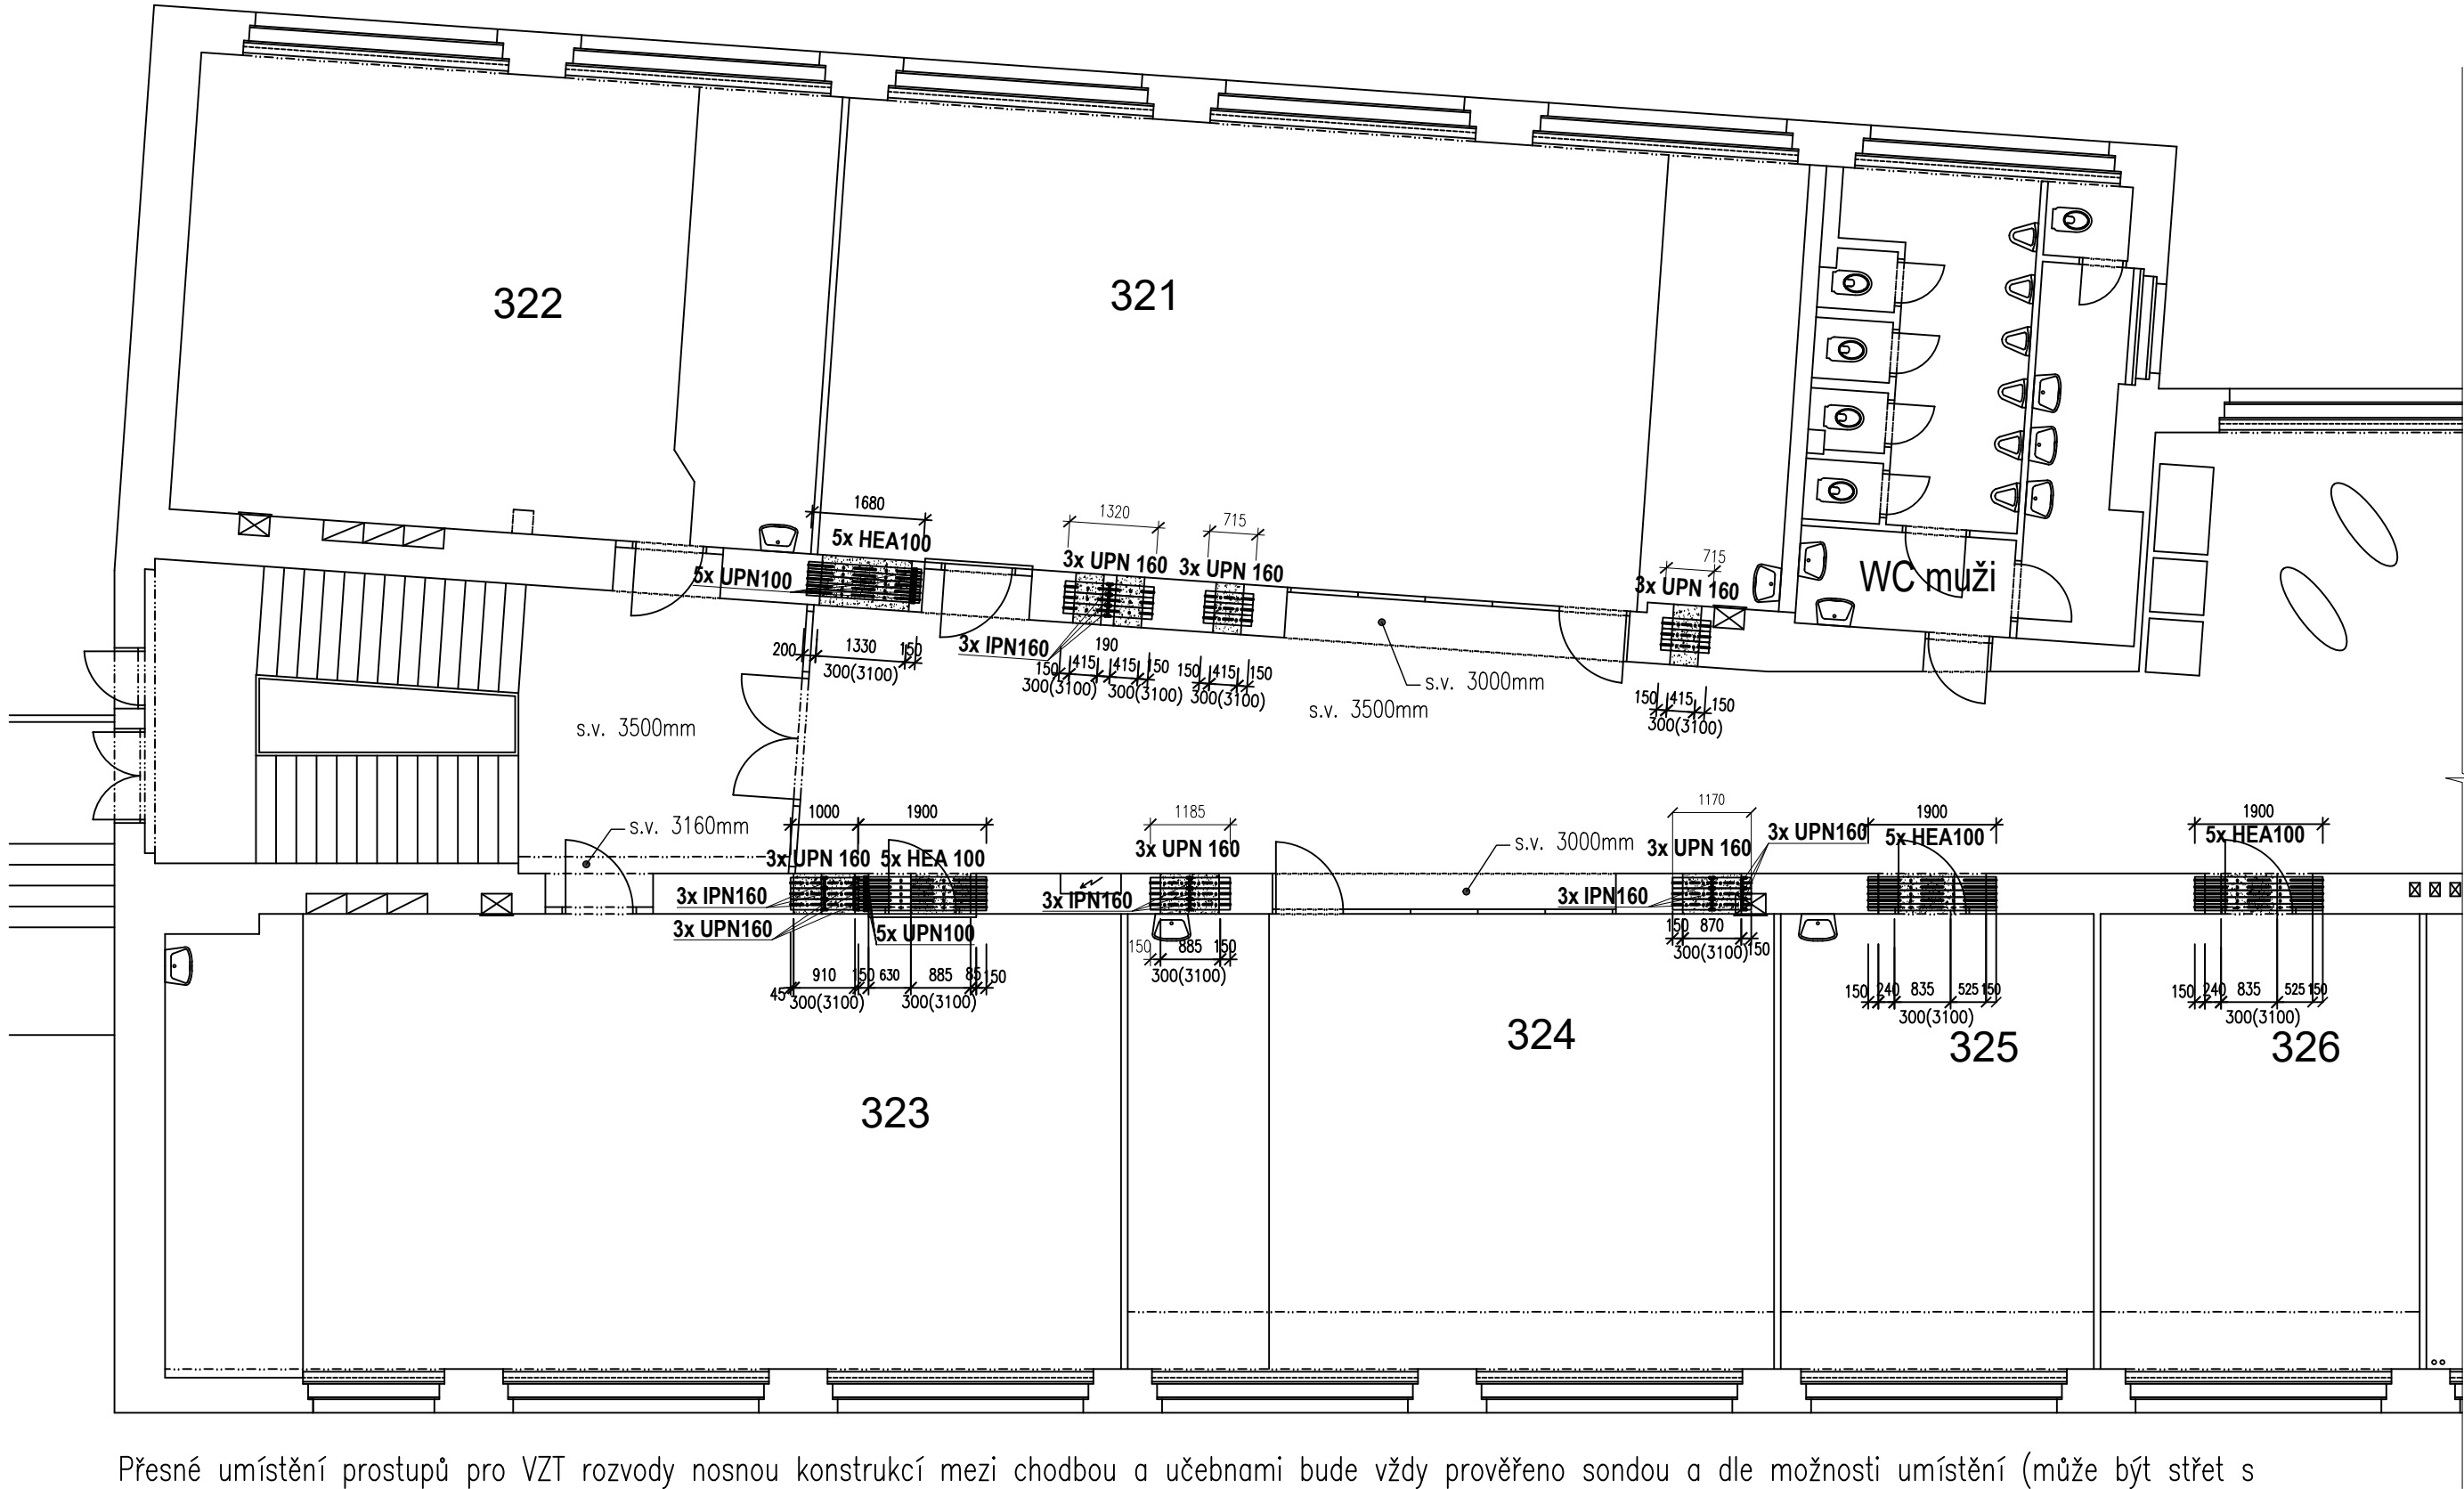 322
321
WC muži
1680
5x HEA100
5x UPN100
1320
3x UPN 160
715
3x UPN 160
715
3x UPN 160
200
1330
150
300(3100)
3x IPN160
190
150
415
415
150
300(3100)
300(3100)
150
415
150
300(3100)
s.v. 3000mm
s.v. 3500mm
150
415
150
300(3100)
s.v. 3500mm
s.v. 3160mm
1000
1900
3x UPN 160
5x HEA 100
3x IPN160
3x UPN160
5x UPN100
45
910
150
630
885
85
150
300(3100)
300(3100)
1185
3x UPN 160
3x IPN160
150
885
150
300(3100)
s.v. 3000mm
1170
3x UPN 160
3x UPN160
3x IPN160
150
870
150
300(3100)
1900
5x HEA100
150
240
835
525
150
300(3100)
1900
5x HEA100
150
240
835
525
150
300(3100)
323
324
325
326
Přesné umístění prostupů pro VZT rozvody nosnou konstrukcí mezi chodbou a učebnami bude vždy prověřeno sondou a dle možnosti umístění (může být střet s